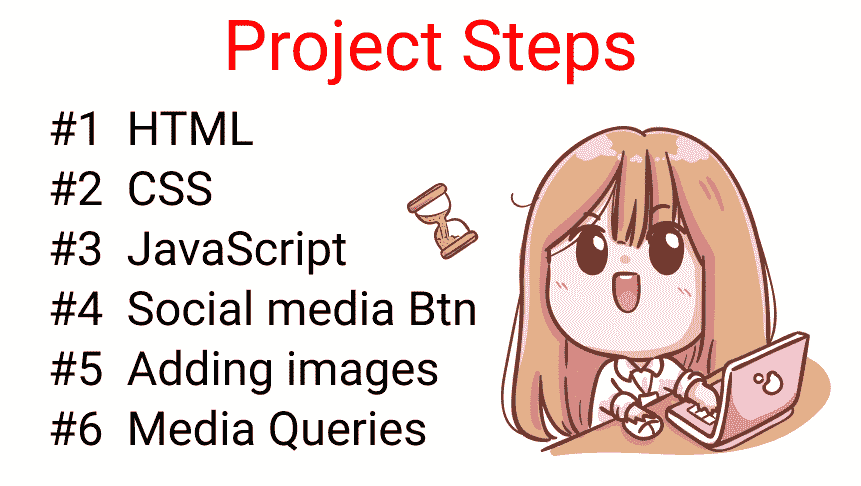 Project Steps
#1 HTML
#2 CSS
#3 JavaScript
#4 Social media Btn
#5 Adding images
#6 Media Queries